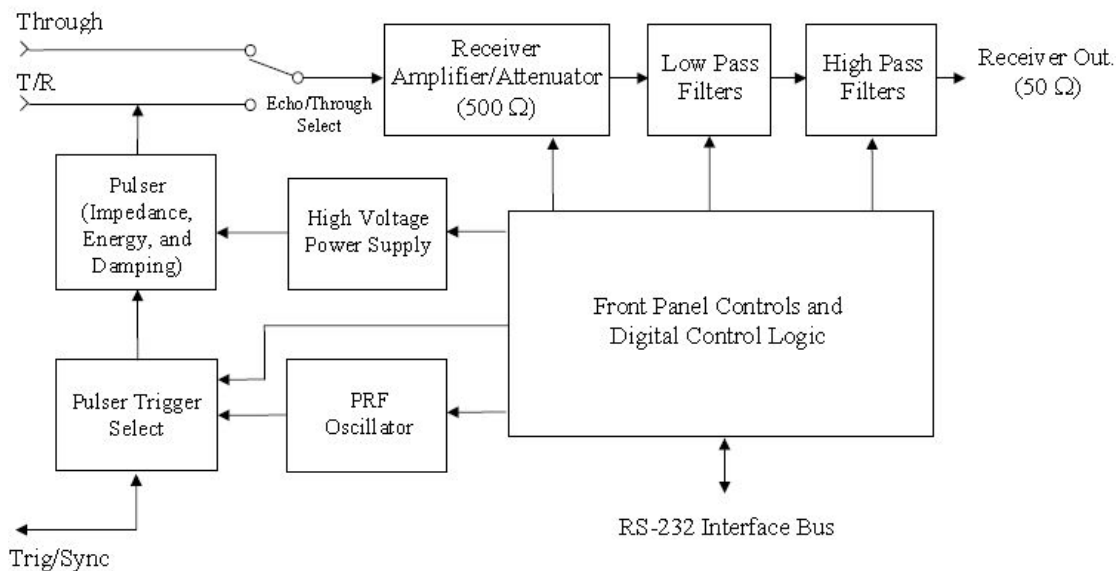 Through
T/R
Echo/Through
Select
Receiver
Amplifier/Attenuator
(500 Ω)
Low Pass
Filters
High Pass
Filters
Receiver Out.
(50 Ω)
Pulser
(Impedance,
Energy, and
Damping)
High Voltage
Power Supply
Front Panel Controls and
Digital Control Logic
Pulser Trigger
Select
PRF
Oscillator
RS-232 Interface Bus
Trig/Sync